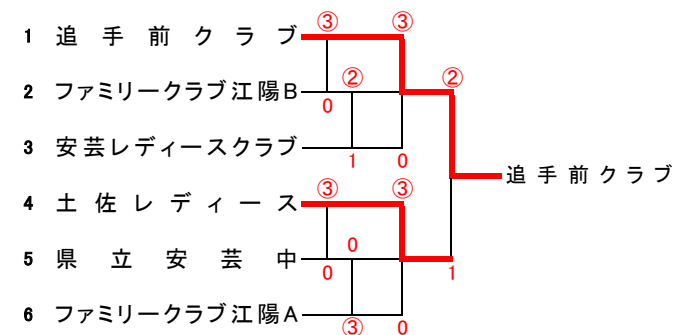 ③ ③
1 追手前クラブ
② ②
2 ファミリークラブ江陽B
0
3 安芸レディースクラブ
1 0
追手前クラブ
③ ③
4 土佐レディース
0
5 県立安芸中
0 1
6 ファミリークラブ江陽A
③ 0